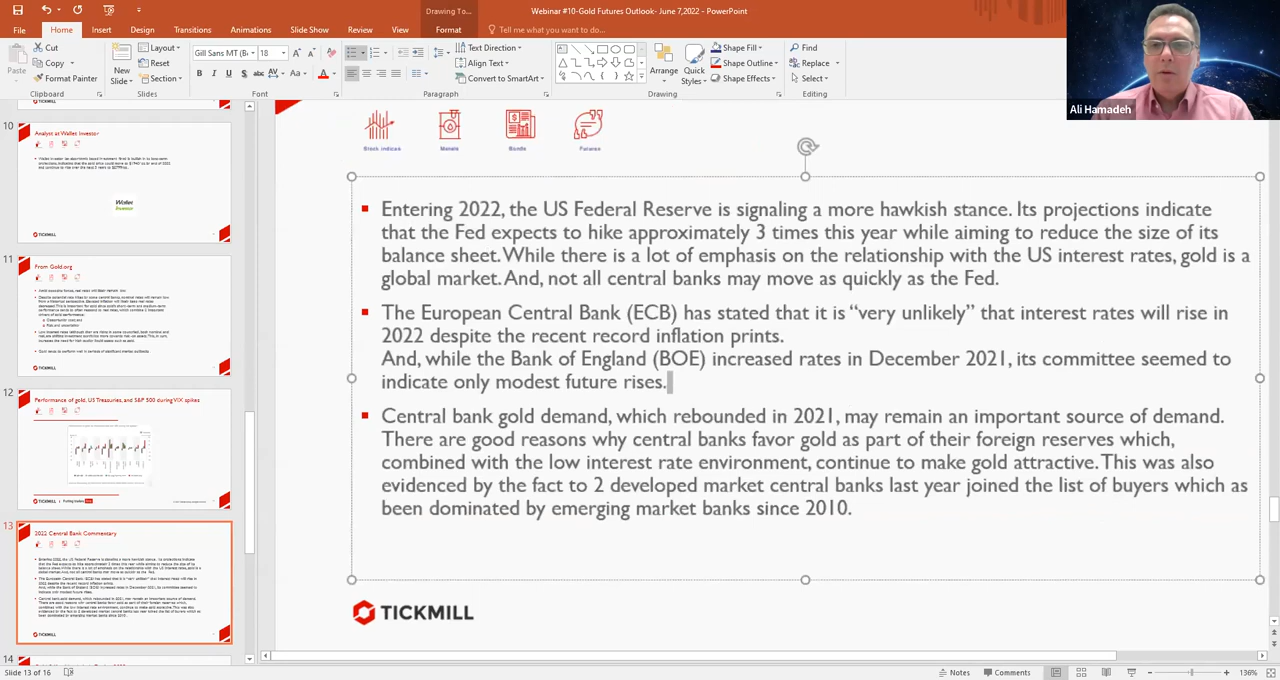 Drawing To...
Webinar #10-Gold Futures Outlook- June 7,2022 - PowerPoint
File
Home
Insert
Design
Transitions
Animations
Slide Show
Review
View
Format
Tell me what you want to do...
Paste
Cut
Copy
Format Painter
Clipboard
New
Slide
Layout
Reset
Section
Slides
Gill Sans MT (B
18
B I U S abc AV Aa A
Font
Text Direction
Align Text
Convert to SmartArt
Paragraph
Arrange
Quick
Styles
Shape Fill
Shape Outline
Shape Effects
Drawing
Find
Replace
Select
Editing
Ali Hamadeh
10
Analyst at Wallet Investor
Wallet
Investor
TICKMILL
11
From Gold.org
TICKMILL
12
Performance of gold, US Treasuries, and S&P 500 during VIX spikes
TICKMILL
13
2022 Central Bank Commentary
TICKMILL
14
Stock indices
Metals
Bonds
Futures
Entering 2022, the US Federal Reserve is signaling a more hawkish stance. Its projections indicate
that the Fed expects to hike approximately 3 times this year while aiming to reduce the size of its
balance sheet. While there is a lot of emphasis on the relationship with the US interest rates, gold is a
global market. And, not all central banks may move as quickly as the Fed.
The European Central Bank (ECB) has stated that it is “very unlikely” that interest rates will rise in
2022 despite the recent record inflation prints.
And, while the Bank of England (BOE) increased rates in December 2021, its committee seemed to
indicate only modest future rises.
Central bank gold demand, which rebounded in 2021, may remain an important source of demand.
There are good reasons why central banks favor gold as part of their foreign reserves which,
combined with the low interest rate environment, continue to make gold attractive. This was also
evidenced by the fact to 2 developed market central banks last year joined the list of buyers which as
been dominated by emerging market banks since 2010.
TICKMILL
Slide 13 of 16
Notes
Comments
136%